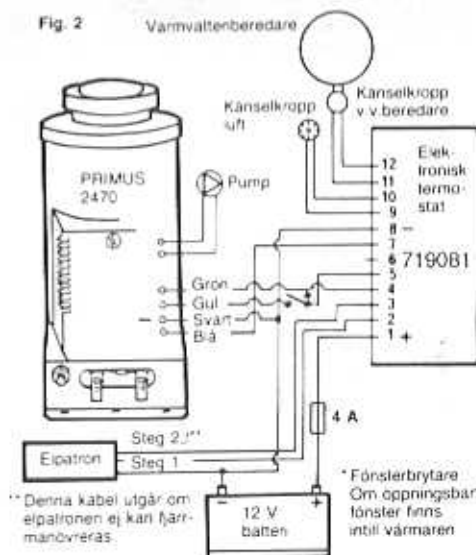 Fig. 2
Varmvattenberedare
Känselkropp
v.v.beredare
Känselkropp
luft
PRIMUS
2470
Pump
Elek-
tronisk
termo-
stat
719081
12
11
10
9
8 –
7
6
5
4
3
2
1 +
Grön
Gul
Svart
Blå
–
4 A
Steg 2 **
Steg 1
Elpatron
– +
12 V
batteri
** Denna kabel utgår om
elpatronen ej kan fjärr-
manövreras
* Fönsterbrytare
Om öppningsbart
fönster finns
intill värmaren